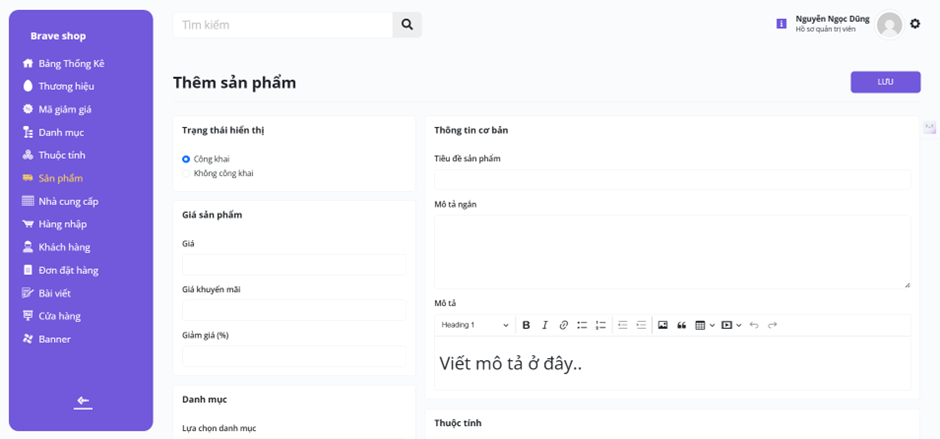 Brave shop
Bảng Thống Kê
Thương hiệu
Mã giảm giá
Danh mục
Thuộc tính
Sản phẩm
Nhà cung cấp
Hàng nhập
Khách hàng
Đơn đặt hàng
Bài viết
Cửa hàng
Banner
Tìm kiếm
Nguyễn Ngọc Dũng
Hồ sơ quản trị viên
Thêm sản phẩm
LƯU
Trạng thái hiển thị
Công khai
Không công khai
Giá sản phẩm
Giá
Giá khuyến mãi
Giảm giá (%)
Danh mục
Lựa chọn danh mục
Thông tin cơ bản
Tiêu đề sản phẩm
Mô tả ngắn
Mô tả
Heading 1
Viết mô tả ở đây..
Thuộc tính